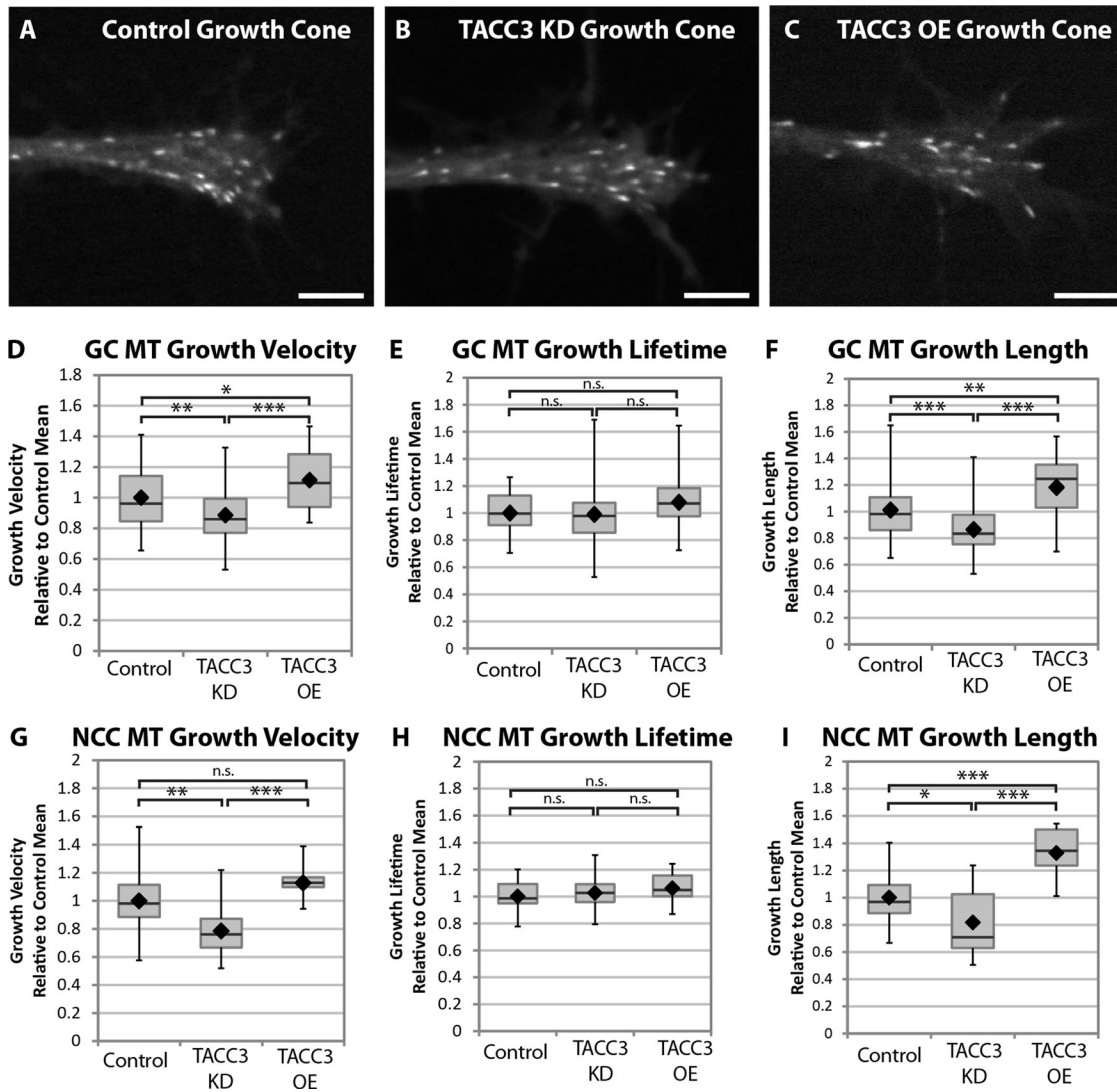 A Control Growth Cone
B TACC3 KD Growth Cone
C TACC3 OE Growth Cone
D GC MT Growth Velocity
Growth Velocity
Relative to Control Mean
1.8
1.6
1.4
1.2
1
0.8
0.6
0.4
0.2
0
*
** ***
Control
TACC3
KD
TACC3
OE
E GC MT Growth Lifetime
Growth Lifetime
Relative to Control Mean
2
1.8
1.6
1.4
1.2
1
0.8
0.6
0.4
0.2
0
n.s.
n.s. n.s.
Control
TACC3
KD
TACC3
OE
F GC MT Growth Length
Growth Length
Relative to Control Mean
2
1.8
1.6
1.4
1.2
1
0.8
0.6
0.4
0.2
0
**
*** ***
Control
TACC3
KD
TACC3
OE
G NCC MT Growth Velocity
Growth Velocity
Relative to Control Mean
2
1.8
1.6
1.4
1.2
1
0.8
0.6
0.4
0.2
0
n.s.
** ***
Control
TACC3
KD
TACC3
OE
H NCC MT Growth Lifetime
Growth Lifetime
Relative to Control Mean
2
1.8
1.6
1.4
1.2
1
0.8
0.6
0.4
0.2
0
n.s.
n.s. n.s.
Control
TACC3
KD
TACC3
OE
I NCC MT Growth Length
Growth Length
Relative to Control Mean
2
1.8
1.6
1.4
1.2
1
0.8
0.6
0.4
0.2
0
***
* ***
Control
TACC3
KD
TACC3
OE